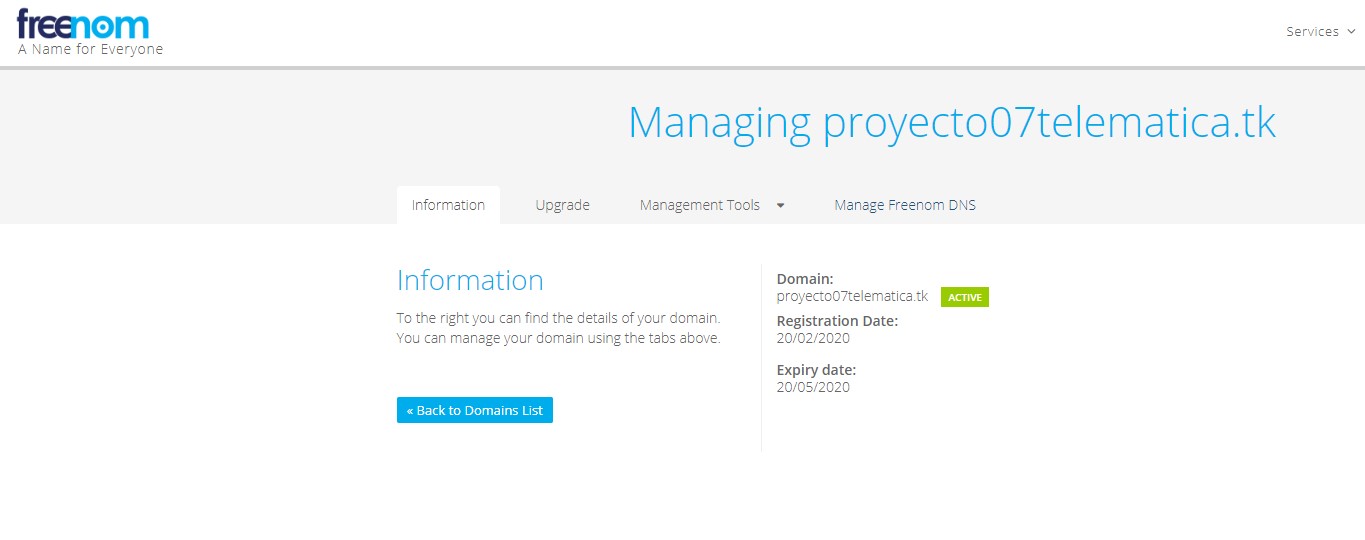 freenom
A Name for Everyone
Services
Managing proyecto07telematica.tk
Information
Upgrade
Management Tools
Manage Freenom DNS
Information
To the right you can find the details of your domain.
You can manage your domain using the tabs above.
« Back to Domains List
Domain:
proyecto07telematica.tk ACTIVE
Registration Date:
20/02/2020
Expiry date:
20/05/2020